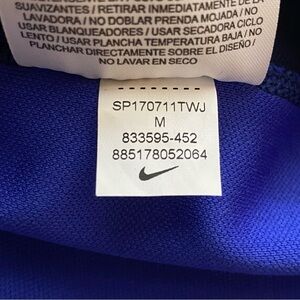 SUAVIZANTES / RETIRAR INMEDIATAMENTE DE LA
LAVADORA / NO DOBLAR PRENDA MOJADA / NO
USAR BLANQUEADORES / USAR SECADORA CICLO
LENTO / USAR PLANCHA TEMPERATURA BAJA / NO
PLANCHAR DIRECTAMENTE SOBRE EL DISEÑO /
NO LAVAR EN SECO
SP170711TWJ
M
833595-452
885178052064